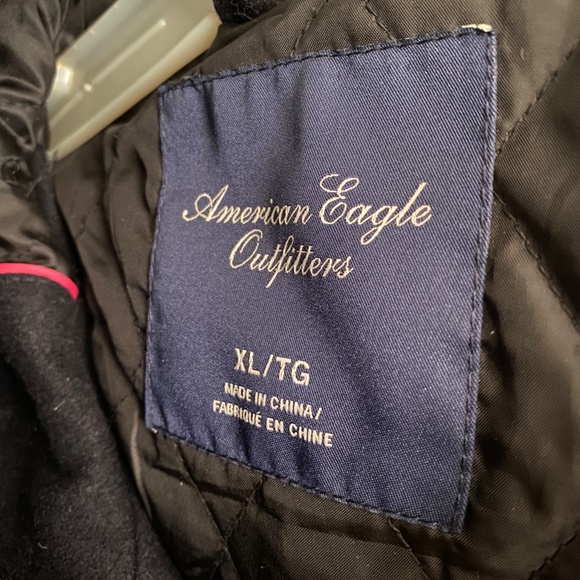 American Eagle
Outfitters
XL/TG
MADE IN CHINA/
FABRIQUÉ EN CHINE